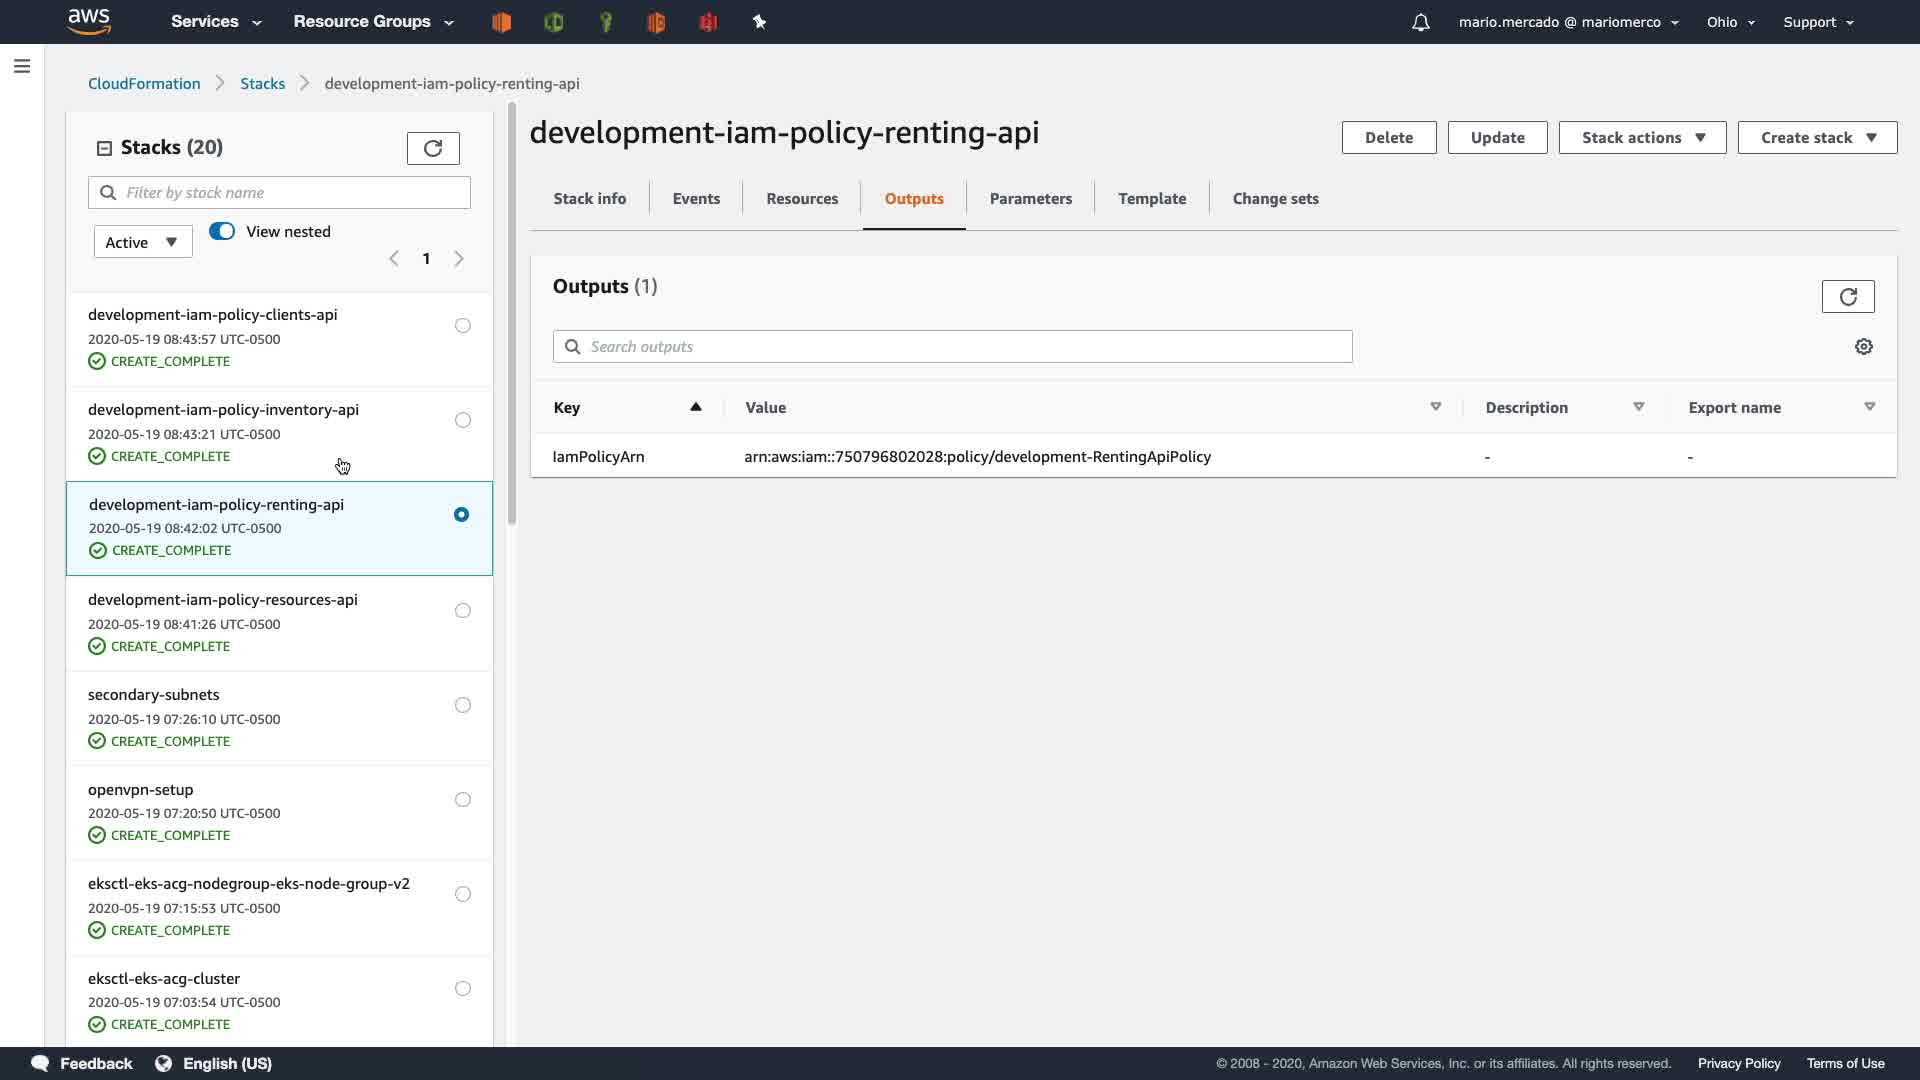 aws
Services
Resource Groups
mario.mercado @ mariomerco
Ohio
Support
CloudFormation
Stacks
development-iam-policy-renting-api
Stacks (20)
Filter by stock name
Active
View nested
1
development-iam-policy-clients-api
2020-05-19 08:43:57 UTC-0500
CREATE_COMPLETE
development-iam-policy-inventory-api
2020-05-19 08:43:21 UTC-0500
CREATE_COMPLETE
development-iam-policy-renting-api
2020-05-19 08:42:02 UTC-0500
CREATE_COMPLETE
development-iam-policy-resources-api
2020-05-19 08:41:26 UTC-0500
CREATE_COMPLETE
secondary-subnets
2020-05-19 07:26:10 UTC-0500
CREATE_COMPLETE
openvpn-setup
2020-05-19 07:20:50 UTC-0500
CREATE_COMPLETE
eksctl-eks-acg-nodegroup-eks-node-group-v2
2020-05-19 07:15:53 UTC-0500
CREATE_COMPLETE
eksctl-eks-acg-cluster
2020-05-19 07:03:54 UTC-0500
CREATE_COMPLETE
development-iam-policy-renting-api
Delete
Update
Stack actions
Create stack
Stack info
Events
Resources
Outputs
Parameters
Template
Change sets
Outputs (1)
Search outputs
Key
Value
Description
Export name
IamPolicyArn
arn:aws:iam::750796802028:policy/development-RentingApiPolicy
-
-
Feedback
English (US)
© 2008 - 2020, Amazon Web Services, Inc. or its affiliates. All rights reserved.
Privacy Policy
Terms of Use